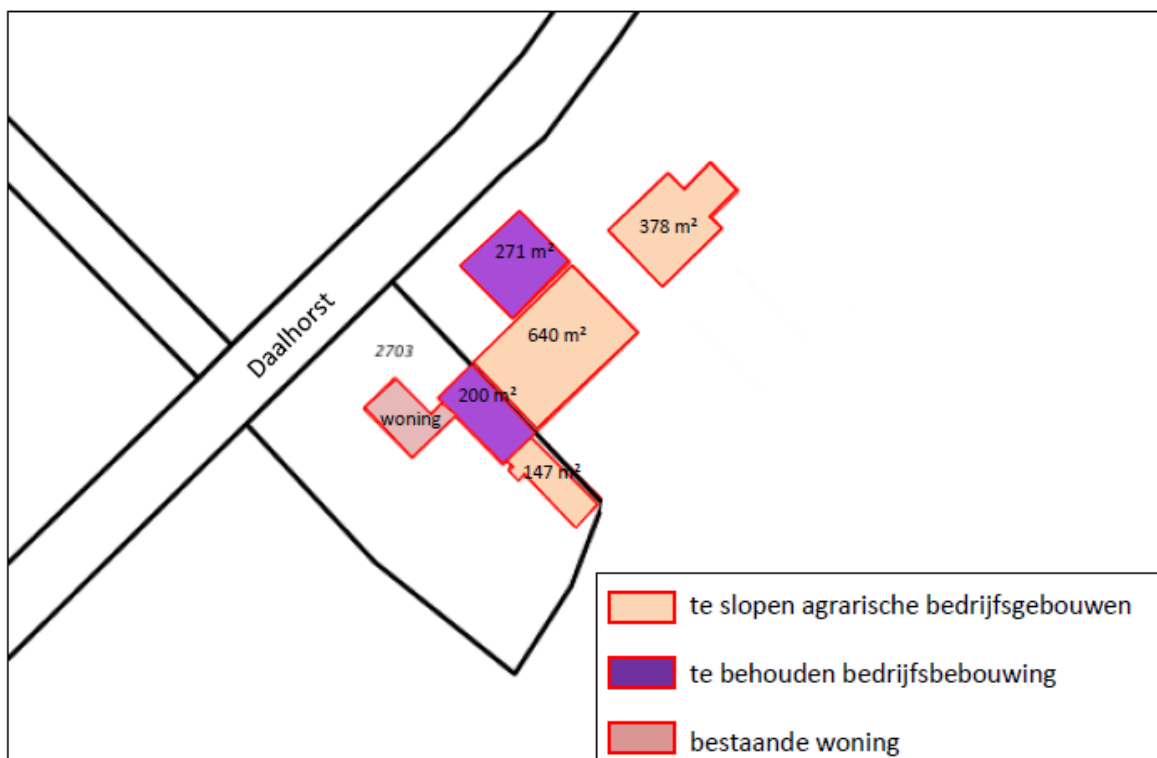 378 m²
271 m²
640 m²
Daalhorst
2703
200 m²
woning
147 m²
te slopen agrarische bedrijfsgebouwen
te behouden bedrijfsbebouwing
bestaande woning